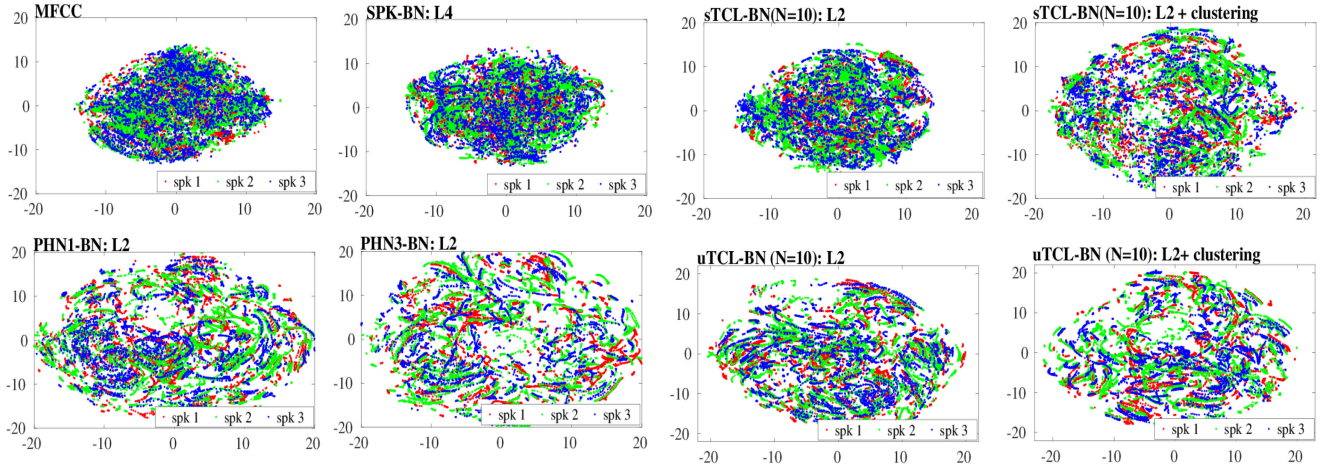 MFCC
20
10
0
-10
-20
-20 -10 0 10 20
spk 1 spk 2 spk 3
SPK-BN: L4
20
10
0
-10
-20
-20 -10 0 10 20
spk 1 spk 2 spk 3
sTCL-BN(N=10): L2
20
10
0
-10
-20
-20 -10 0 10 20
spk 1 spk 2 spk 3
sTCL-BN(N=10): L2 + clustering
20
10
0
-10
-20
-20 -10 0 10 20
spk 1 spk 2 spk 3
PHN1-BN: L2
20
10
0
-10
-20
-20 -10 0 10 20
spk 1 spk 2 spk 3
PHN3-BN: L2
20
10
0
-10
-20
-20 -10 0 10 20
spk 1 spk 2 spk 3
uTCL-BN (N=10): L2
20
10
0
-10
-20
-20 -10 0 10 20
spk 1 spk 2 spk 3
uTCL-BN (N=10): L2+ clustering
20
10
0
-10
-20
-20 -10 0 10 20
spk 1 spk 2 spk 3